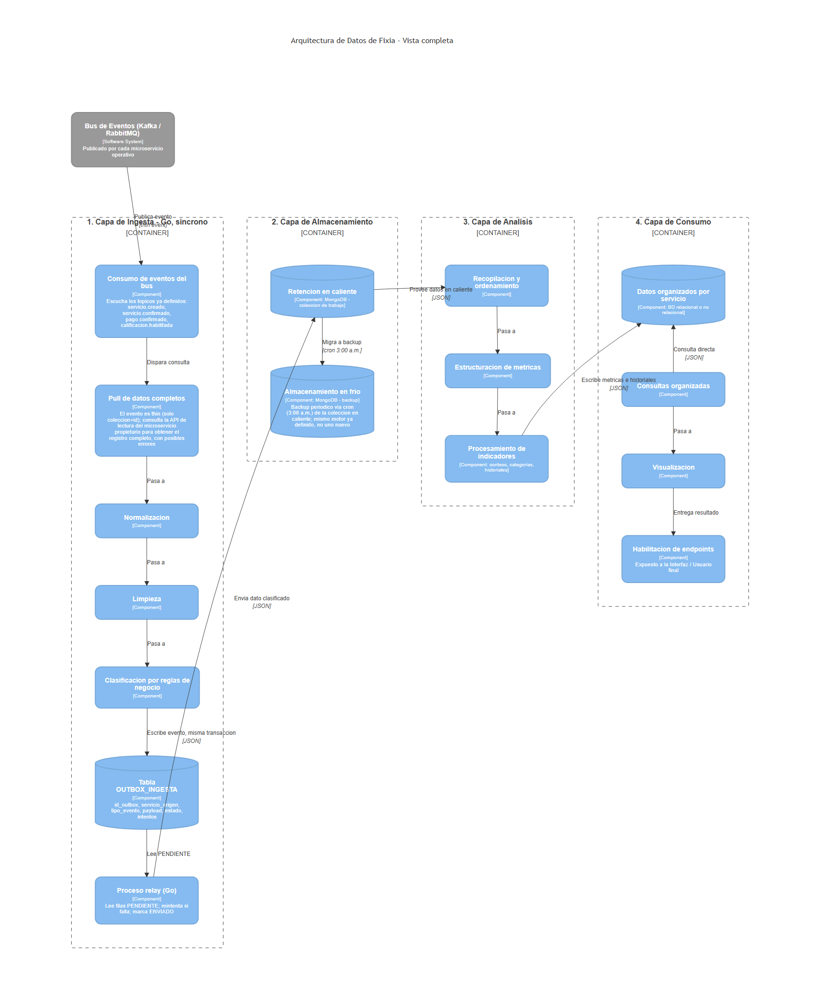 Arquitectura de Datos de Fixia - Vista completa
Bus de Eventos (Kafka /
RabbitMQ)
[Software System]
Publicado por cada microservicio
operativo
Publica evento
[thin event]
1. Capa de Ingesta - Go, sincrono
[CONTAINER]
Consumo de eventos del
bus
[Component]
Escucha los topicos ya definidos:
servicio.creado,
servicio.confirmado,
pago.confirmado,
calificacion.habilitada
Dispara consulta
Pull de datos completos
[Component]
El evento es thin (solo
coleccion+id); consulta la API de
lectura del microservicio
propietario para obtener el
registro completo, con posibles
errores
Pasa a
Normalizacion
[Component]
Pasa a
Limpieza
[Component]
Pasa a
Clasificacion por reglas de
negocio
[Component]
Escribe evento, misma transaccion
[JSON]
Tabla
OUTBOX_INGESTA
[Component]
id_outbox, servicio_origen,
tipo_evento, payload, estado,
intentos
Lee PENDIENTE
Proceso relay (Go)
[Component]
Lee filas PENDIENTE; reintenta si
falla; marca ENVIADO
Envia dato clasificado
[JSON]
2. Capa de Almacenamiento
[CONTAINER]
Retencion en caliente
[Component: MongoDB -
coleccion de trabajo]
Migra a backup
[cron 3:00 a.m.]
Almacenamiento en frio
[Component: MongoDB - backup]
Backup periodico via cron
(3:00 a.m.) de la coleccion en
caliente; mismo motor ya
definido, no uno nuevo
Provee datos en caliente
[JSON]
3. Capa de Analisis
[CONTAINER]
Recopilacion y
ordenamiento
[Component]
Pasa a
Estructuracion de metricas
[Component]
Pasa a
Procesamiento de
indicadores
[Component: conteos, categorias,
historiales]
Escribe metricas e historiales
[JSON]
4. Capa de Consumo
[CONTAINER]
Datos organizados por
servicio
[Component: BD relacional o no
relacional]
Consulta directa
[JSON]
Consultas organizadas
[Component]
Pasa a
Visualizacion
[Component]
Entrega resultado
Habilitacion de endpoints
[Component]
Expuesto a la Interfaz / Usuario
final